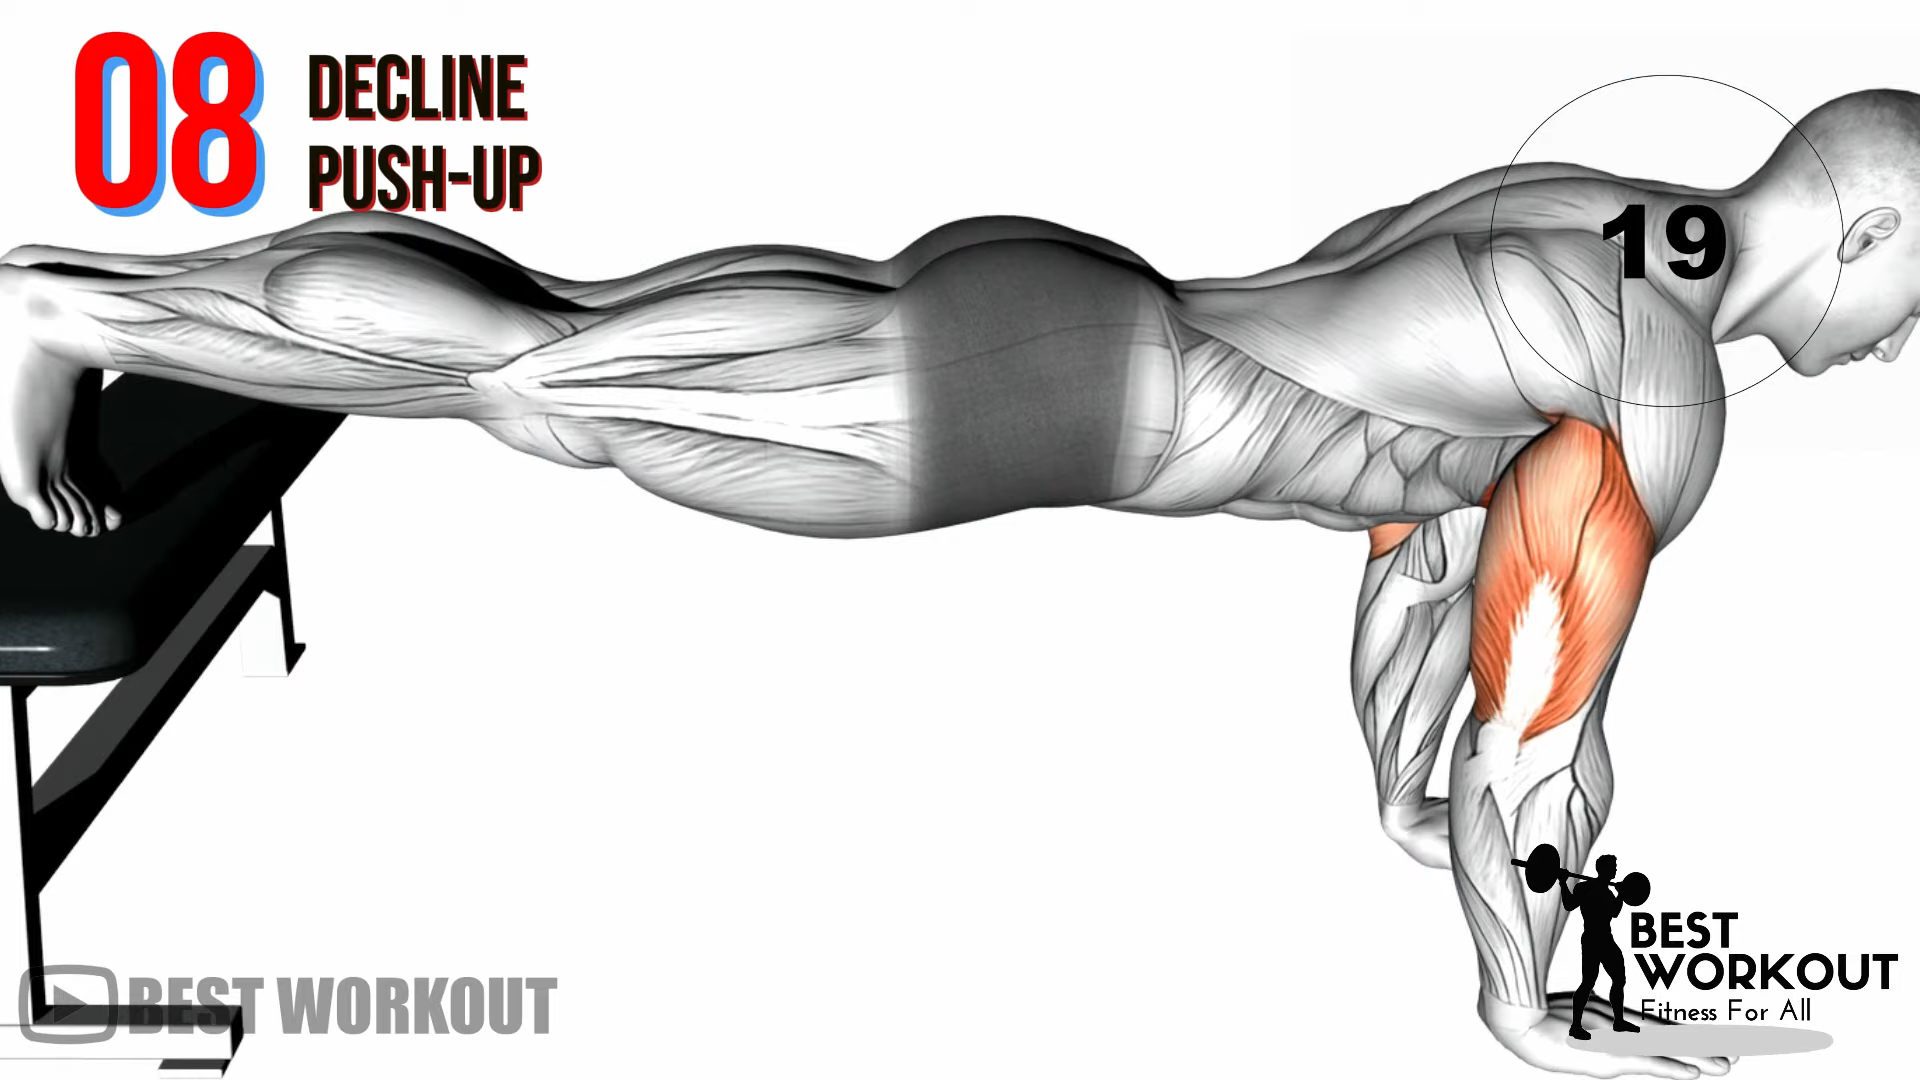 08
DECLINE
PUSH-UP
19
BEST WORKOUT
BEST
WORKOUT
Fitness For All